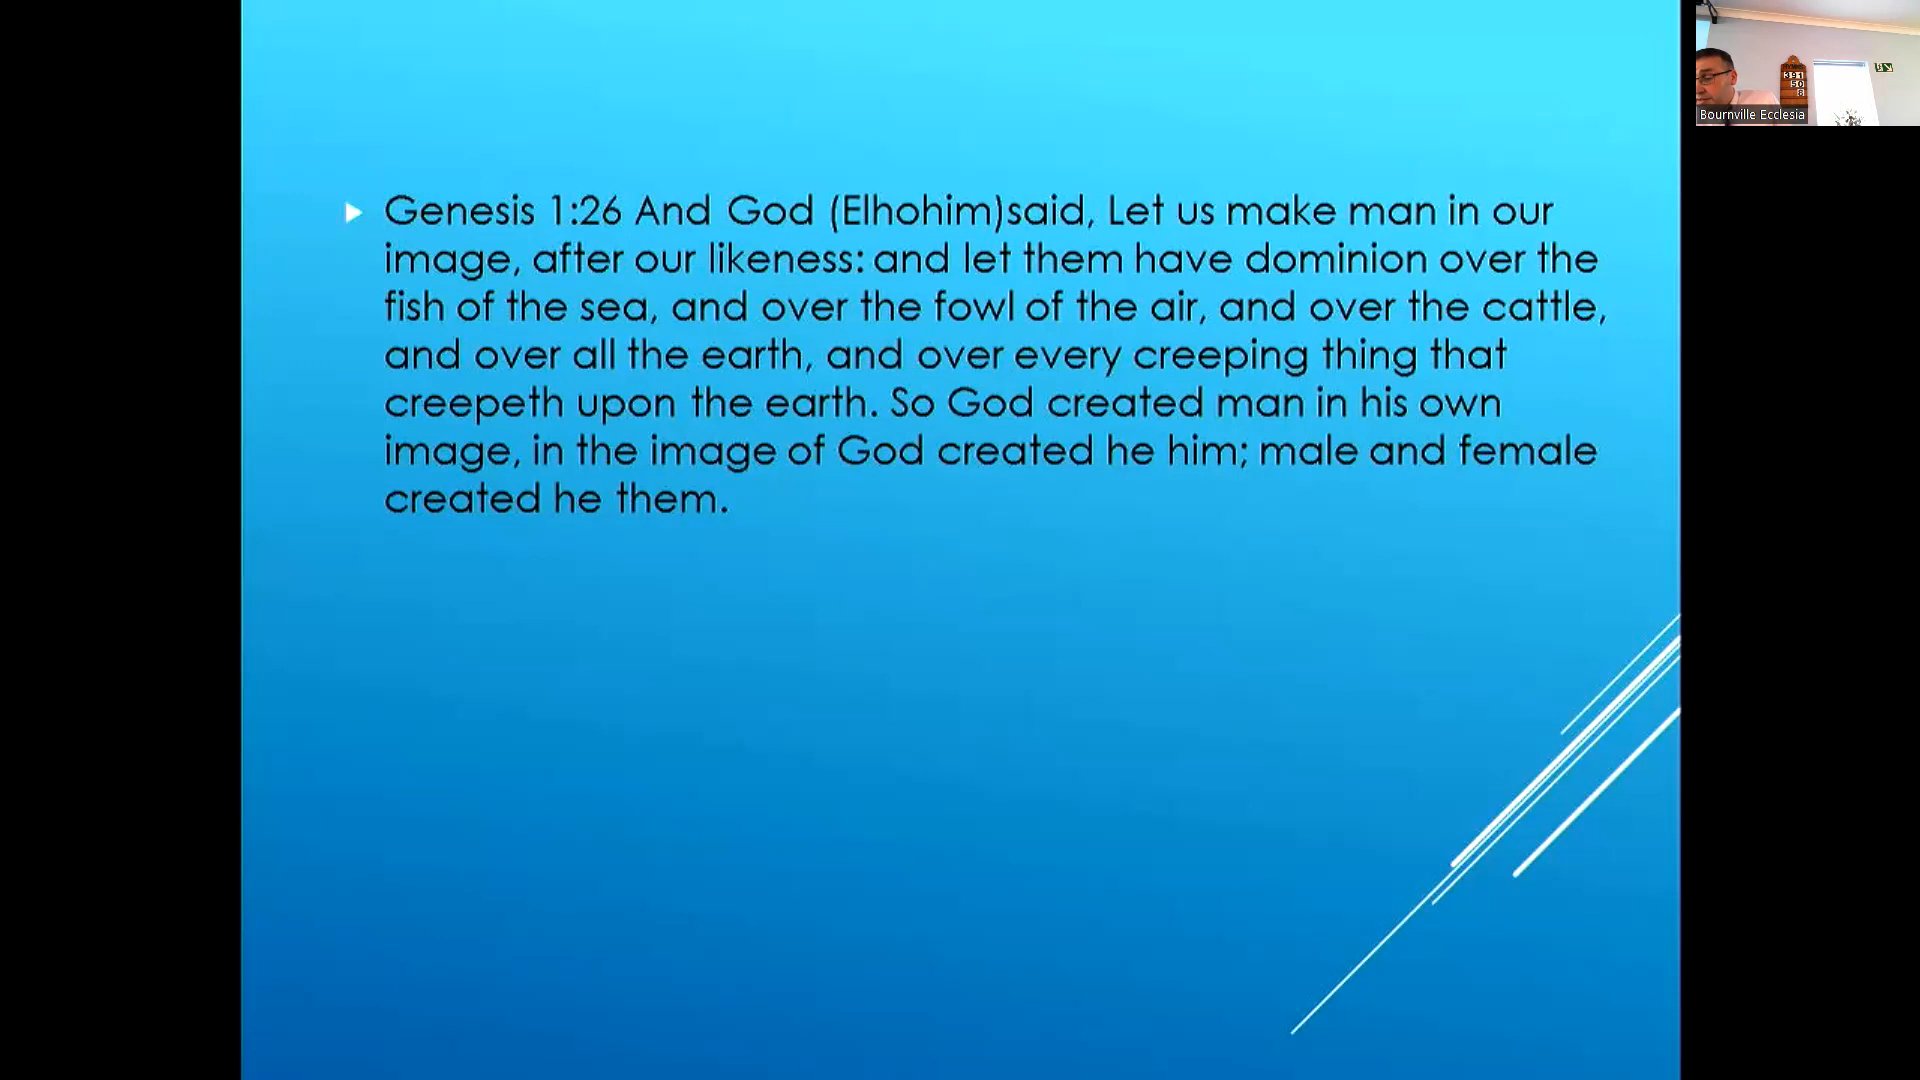 Genesis 1:26 And God (Elhohim)said, Let us make man in our
image, after our likeness: and let them have dominion over the
fish of the sea, and over the fowl of the air, and over the cattle,
and over all the earth, and over every creeping thing that
creepeth upon the earth. So God created man in his own
image, in the image of God created he him; male and female
created he them.
391
50
6
Bournville Ecclesia